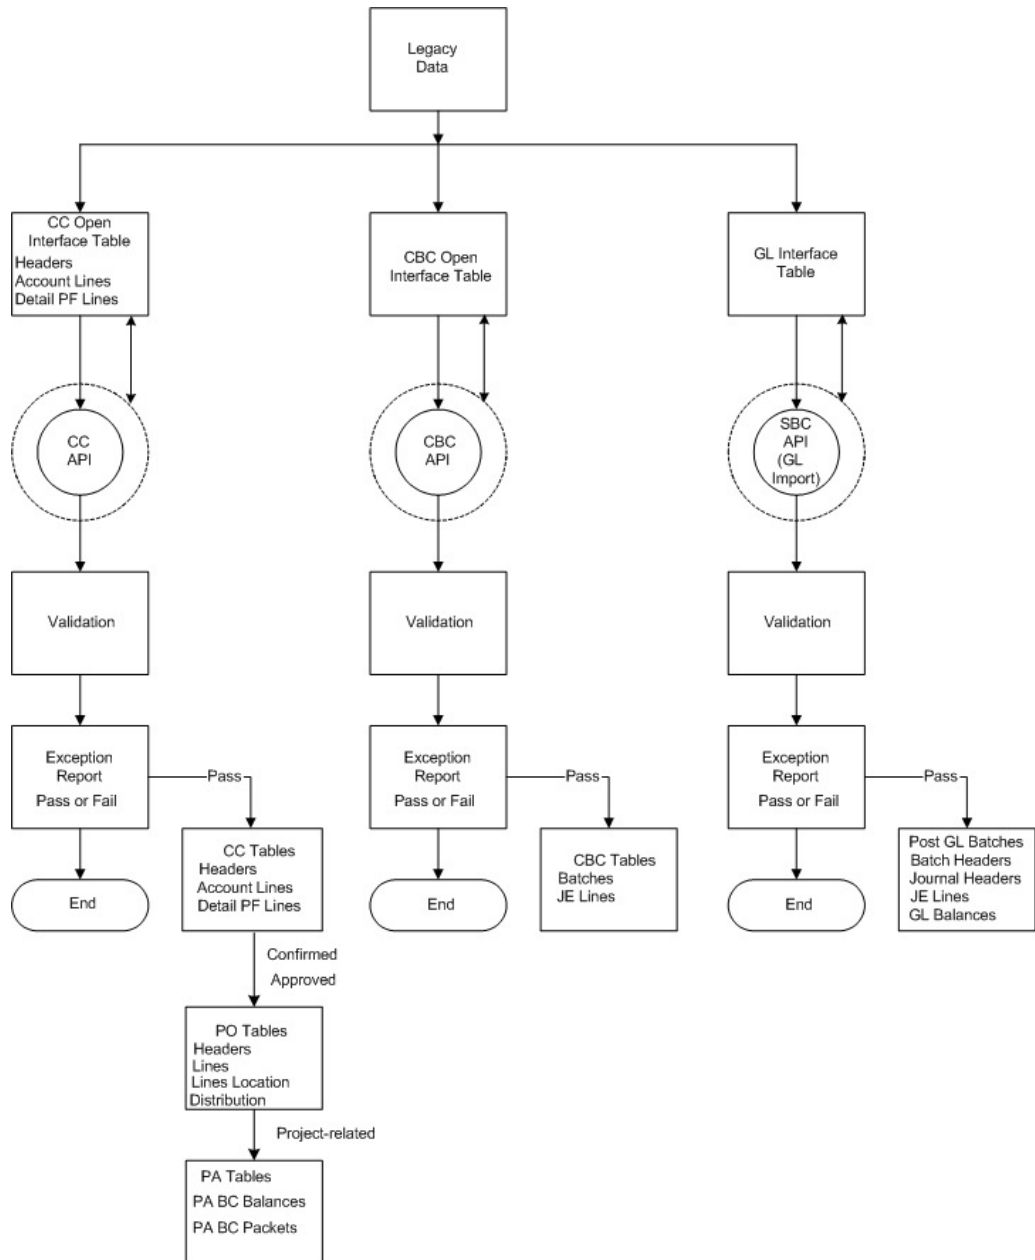 Legacy
Data
CC Open
Interface Table
Headers
Account Lines
Detail PF Lines
CBC Open
Interface Table
GL Interface
Table
CC
API
CBC
API
SBC
API
(GL
Import)
Validation
Validation
Validation
Exception
Report
Pass or Fail
Pass
Exception
Report
Pass or Fail
Pass
Exception
Report
Pass or Fail
Pass
End
CC Tables
Headers
Account Lines
Detail PF Lines
End
CBC Tables
Batches
JE Lines
End
Post GL Batches
Batch Headers
Journal Headers
JE Lines
GL Balances
Confirmed
Approved
PO Tables
Headers
Lines
Lines Location
Distribution
Project-related
PA Tables
PA BC Balances
PA BC Packets